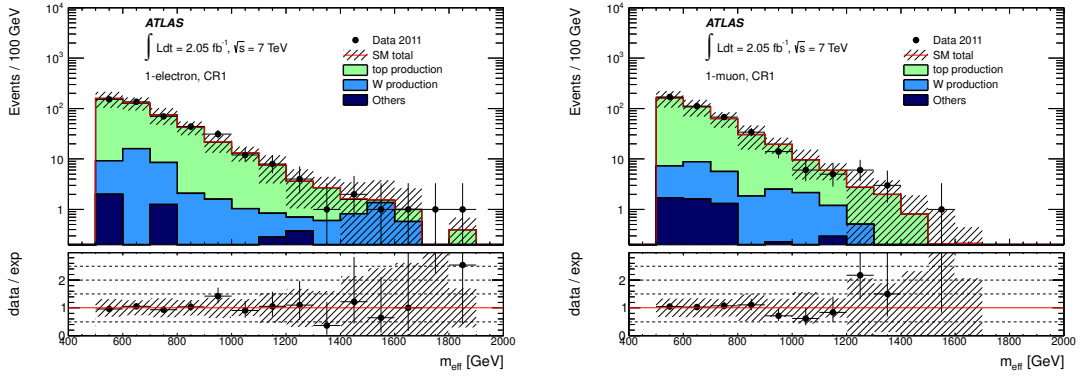 ATLAS
∫ Ldt = 2.05 fb⁻¹, √s = 7 TeV
1-electron, CR1
Data 2011
SM total
top production
W production
Others
Events / 100 GeV
10³
10²
10
1
data / exp
2
1
0
400 600 800 1000 1200 1400 1600 1800 2000
m_eff [GeV]
ATLAS
∫ Ldt = 2.05 fb⁻¹, √s = 7 TeV
1-muon, CR1
Data 2011
SM total
top production
W production
Others
Events / 100 GeV
10³
10²
10
1
data / exp
2
1
0
400 600 800 1000 1200 1400 1600 1800 2000
m_eff [GeV]